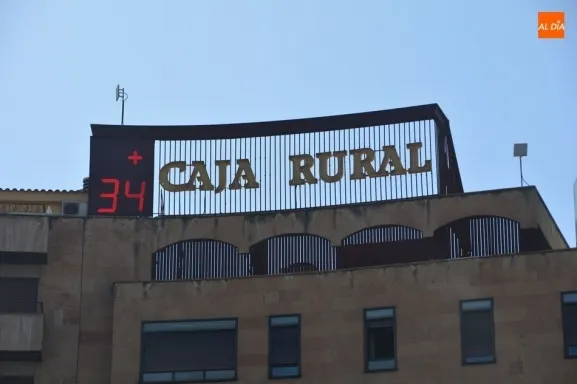 AL DÍA
+
34
CAJA RURAL